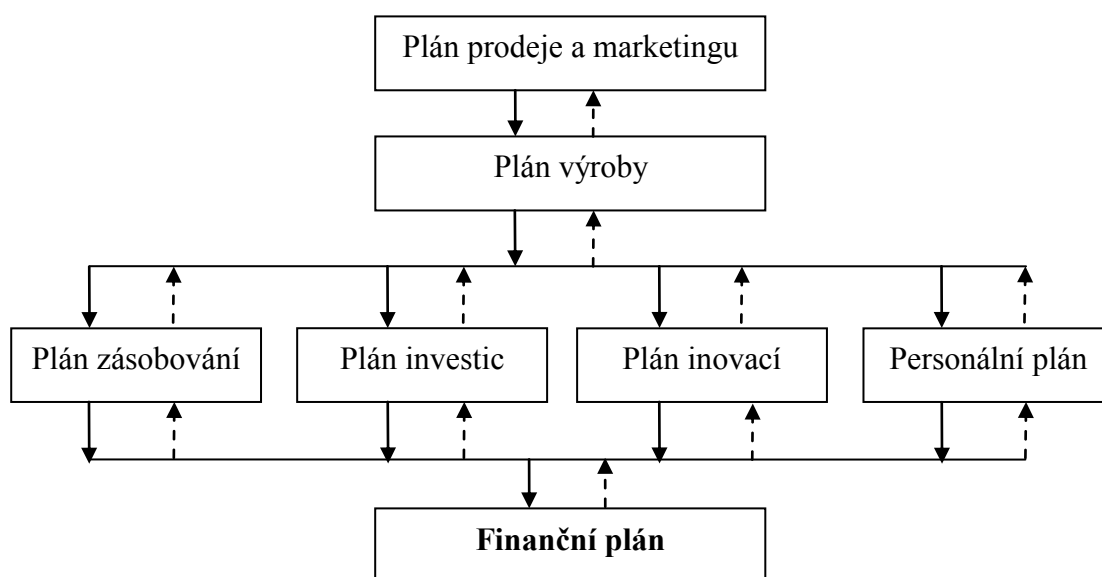 Plán prodeje a marketingu
Plán výroby
Plán zásobování
Plán investic
Plán inovací
Personální plán
Finanční plán